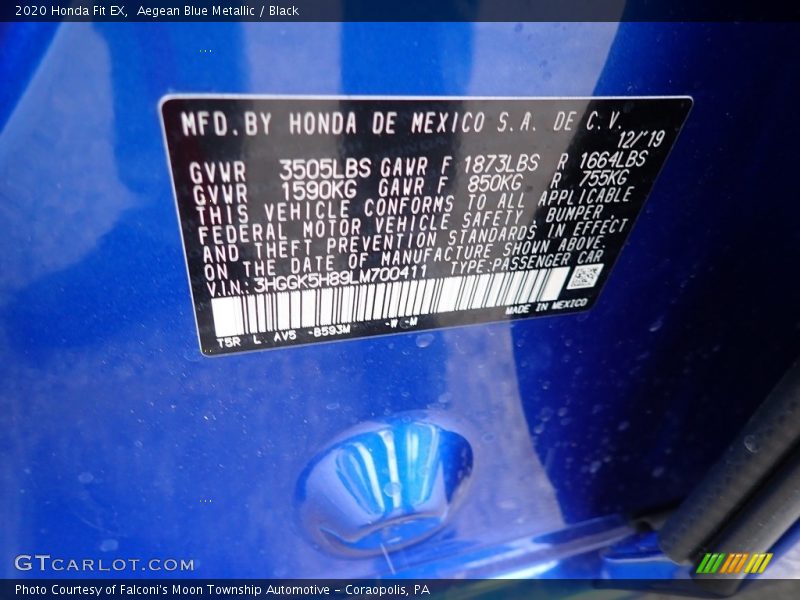 2020 Honda Fit EX,  Aegean Blue Metallic / Black
MFD.BY HONDA DE MEXICO S.A. DE C.V.
12/'19
GVWR 3505LBS GAWR F 1873LBS R 1664LBS
GVWR 1590KG GAWR F 850KG R 755KG
THIS VEHICLE CONFORMS TO ALL APPLICABLE
FEDERAL MOTOR VEHICLE SAFETY, BUMPER,
AND THEFT PREVENTION STANDARDS IN EFFECT
ON THE DATE OF MANUFACTURE SHOWN ABOVE.
V.I.N.:3HGGK5H89LM700411 TYPE:PASSENGER CAR
MADE IN MEXICO
T5R L AV5 -B593M -W -M
GTCARLOT.COM
Photo Courtesy of Falconi's Moon Township Automotive – Coraopolis, PA